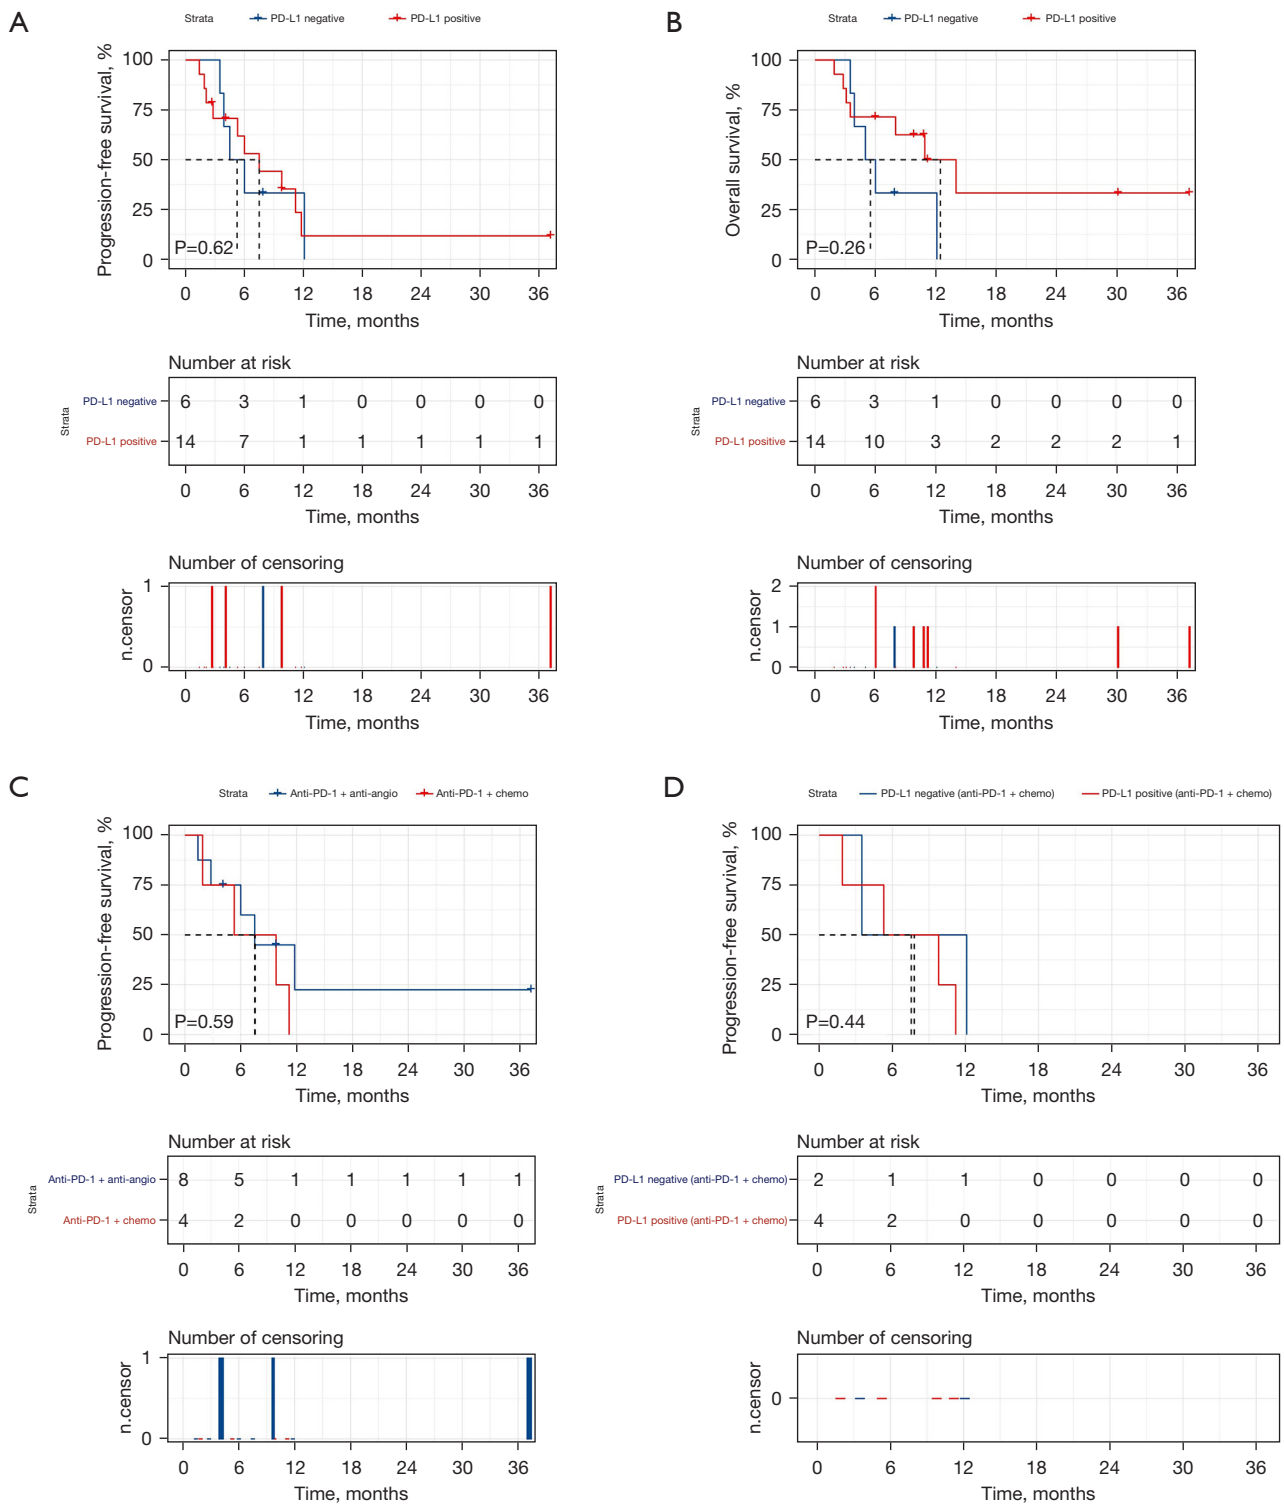 A
Strata PD-L1 negative PD-L1 positive
Progression-free survival, %
100
75
50
25
0
P=0.62
0 6 12 18 24 30 36
Time, months
Number at risk
Strata
PD-L1 negative 6 3 1 0 0 0 0
PD-L1 positive 14 7 1 1 1 1 1
0 6 12 18 24 30 36
Time, months
Number of censoring
n.censor
1
0
0 6 12 18 24 30 36
Time, months
B
Strata PD-L1 negative PD-L1 positive
Overall survival, %
100
75
50
25
0
P=0.26
0 6 12 18 24 30 36
Time, months
Number at risk
Strata
PD-L1 negative 6 3 1 0 0 0 0
PD-L1 positive 14 10 3 2 2 2 1
0 6 12 18 24 30 36
Time, months
Number of censoring
n.censor
2
1
0
0 6 12 18 24 30 36
Time, months
C
Strata Anti-PD-1 + anti-angio Anti-PD-1 + chemo
Progression-free survival, %
100
75
50
25
0
P=0.59
0 6 12 18 24 30 36
Time, months
Number at risk
Strata
Anti-PD-1 + anti-angio 8 5 1 1 1 1 1
Anti-PD-1 + chemo 4 2 0 0 0 0 0
0 6 12 18 24 30 36
Time, months
Number of censoring
n.censor
1
0
0 6 12 18 24 30 36
Time, months
D
Strata PD-L1 negative (anti-PD-1 + chemo) PD-L1 positive (anti-PD-1 + chemo)
Progression-free survival, %
100
75
50
25
0
P=0.44
0 6 12 18 24 30 36
Time, months
Number at risk
Strata
PD-L1 negative (anti-PD-1 + chemo) 2 1 1 0 0 0 0
PD-L1 positive (anti-PD-1 + chemo) 4 2 0 0 0 0 0
0 6 12 18 24 30 36
Time, months
Number of censoring
n.censor
0
0 6 12 18 24 30 36
Time, months